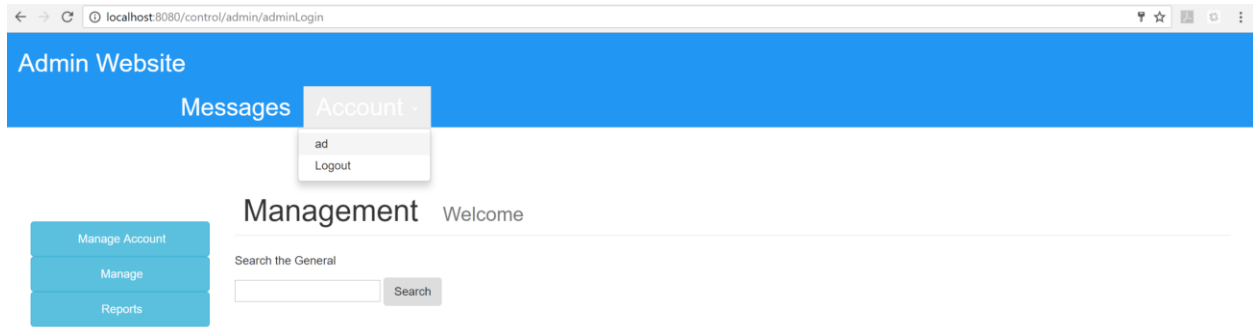 localhost:8080/control/admin/adminLogin
Admin Website
Messages Account
ad
Logout
Management Welcome
Manage Account
Search the General
Manage
Search
Reports